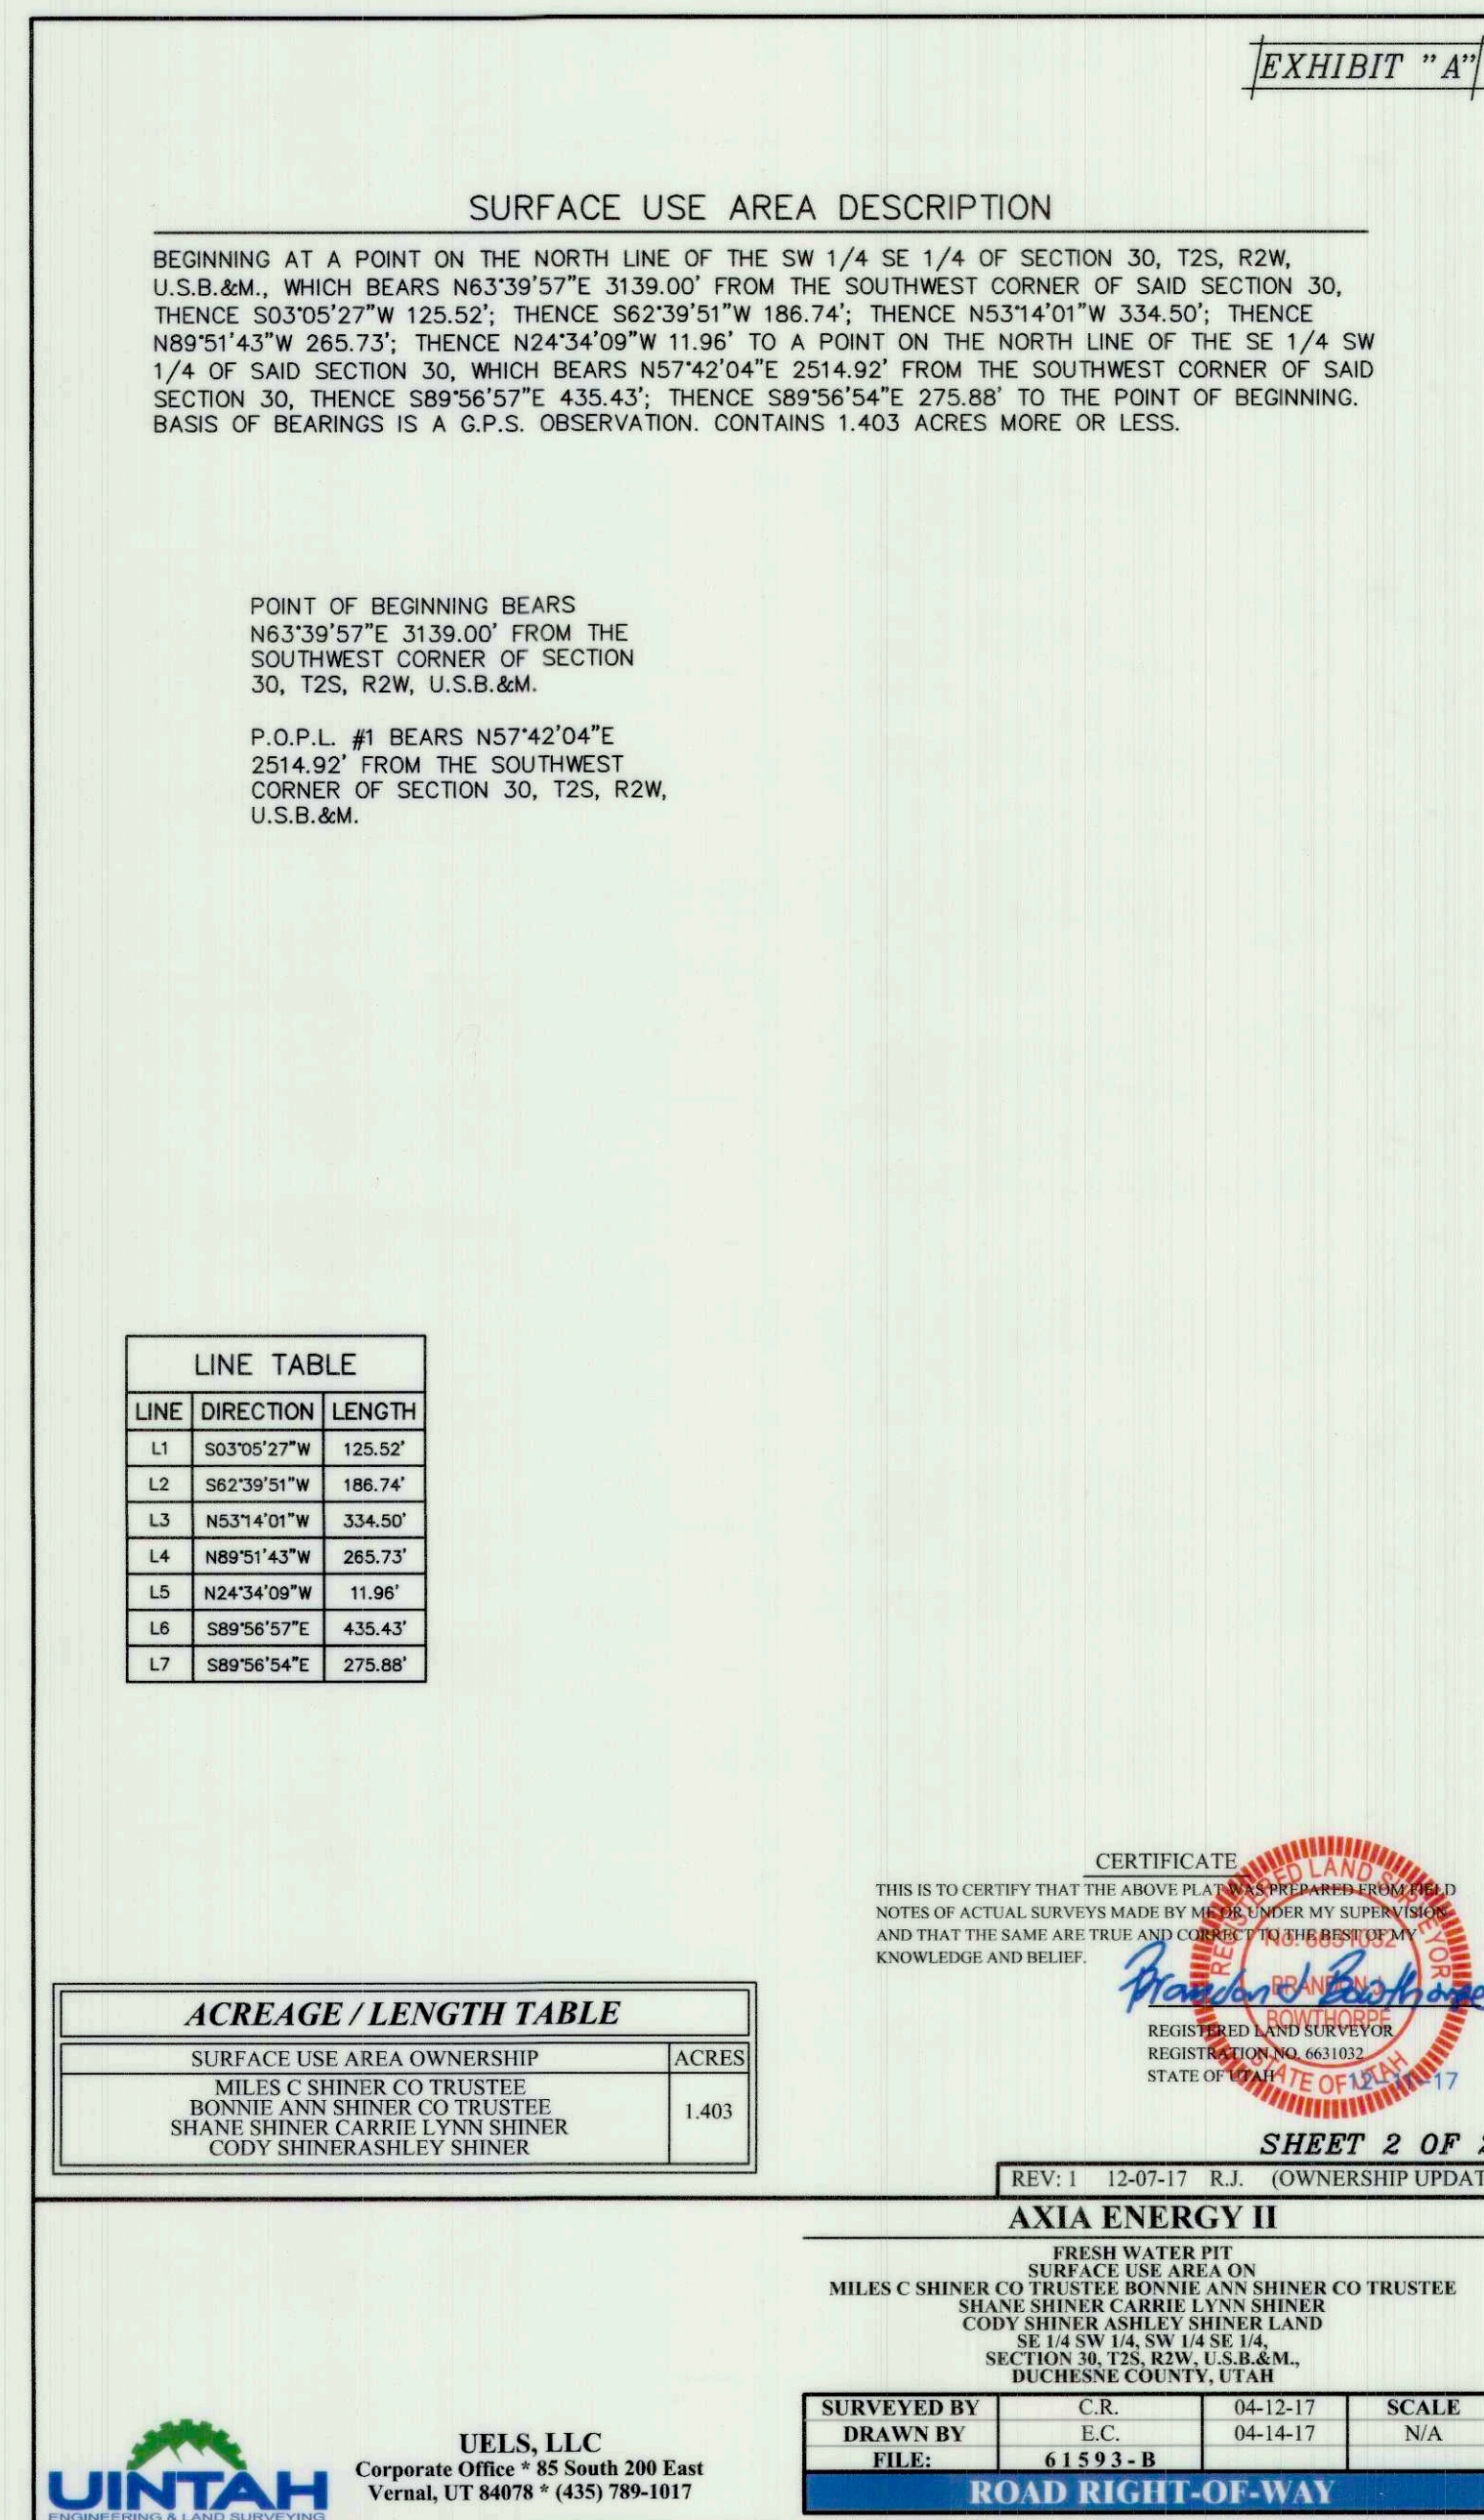 EXHIBIT "A"
SURFACE USE AREA DESCRIPTION
BEGINNING AT A POINT ON THE NORTH LINE OF THE SW 1/4 SE 1/4 OF SECTION 30, T2S, R2W,
U.S.B.&M., WHICH BEARS N63°39'57"E 3139.00' FROM THE SOUTHWEST CORNER OF SAID SECTION 30,
THENCE S03°05'27"W 125.52'; THENCE S62°39'51"W 186.74'; THENCE N53°14'01"W 334.50'; THENCE
N89°51'43"W 265.73'; THENCE N24°34'09"W 11.96' TO A POINT ON THE NORTH LINE OF THE SE 1/4 SW
1/4 OF SAID SECTION 30, WHICH BEARS N57°42'04"E 2514.92' FROM THE SOUTHWEST CORNER OF SAID
SECTION 30, THENCE S89°56'57"E 435.43'; THENCE S89°56'54"E 275.88' TO THE POINT OF BEGINNING.
BASIS OF BEARINGS IS A G.P.S. OBSERVATION. CONTAINS 1.403 ACRES MORE OR LESS.
POINT OF BEGINNING BEARS
N63°39'57"E 3139.00' FROM THE
SOUTHWEST CORNER OF SECTION
30, T2S, R2W, U.S.B.&M.
P.O.P.L. #1 BEARS N57°42'04"E
2514.92' FROM THE SOUTHWEST
CORNER OF SECTION 30, T2S, R2W,
U.S.B.&M.
LINE TABLE
LINE DIRECTION LENGTH
L1 S03°05'27"W 125.52'
L2 S62°39'51"W 186.74'
L3 N53°14'01"W 334.50'
L4 N89°51'43"W 265.73'
L5 N24°34'09"W 11.96'
L6 S89°56'57"E 435.43'
L7 S89°56'54"E 275.88'
CERTIFICATE
THIS IS TO CERTIFY THAT THE ABOVE PLAT WAS PREPARED FROM FIELD
NOTES OF ACTUAL SURVEYS MADE BY ME OR UNDER MY SUPERVISION
AND THAT THE SAME ARE TRUE AND CORRECT TO THE BEST OF MY
KNOWLEDGE AND BELIEF.
Brandon J Bowthorpe
REGISTERED LAND SURVEYOR
REGISTRATION NO. 6631032
STATE OF UTAH
REGISTERED LAND SURVEYOR
No. 6631032
BRANDON J.
BOWTHORPE
STATE OF UTAH
12-11-17
ACREAGE / LENGTH TABLE
SURFACE USE AREA OWNERSHIP ACRES
MILES C SHINER CO TRUSTEE
BONNIE ANN SHINER CO TRUSTEE
SHANE SHINER CARRIE LYNN SHINER
CODY SHINERASHLEY SHINER
1.403
SHEET 2 OF
REV: 1 12-07-17 R.J. (OWNERSHIP UPDAT
AXIA ENERGY II
FRESH WATER PIT
SURFACE USE AREA ON
MILES C SHINER CO TRUSTEE BONNIE ANN SHINER CO TRUSTEE
SHANE SHINER CARRIE LYNN SHINER
CODY SHINER ASHLEY SHINER LAND
SE 1/4 SW 1/4, SW 1/4 SE 1/4,
SECTION 30, T2S, R2W, U.S.B.&M.,
DUCHESNE COUNTY, UTAH
SURVEYED BY C.R. 04-12-17 SCALE
DRAWN BY E.C. 04-14-17 N/A
FILE: 61593-B
ROAD RIGHT-OF-WAY
UINTAH
ENGINEERING & LAND SURVEYING
UELS, LLC
Corporate Office * 85 South 200 East
Vernal, UT 84078 * (435) 789-1017